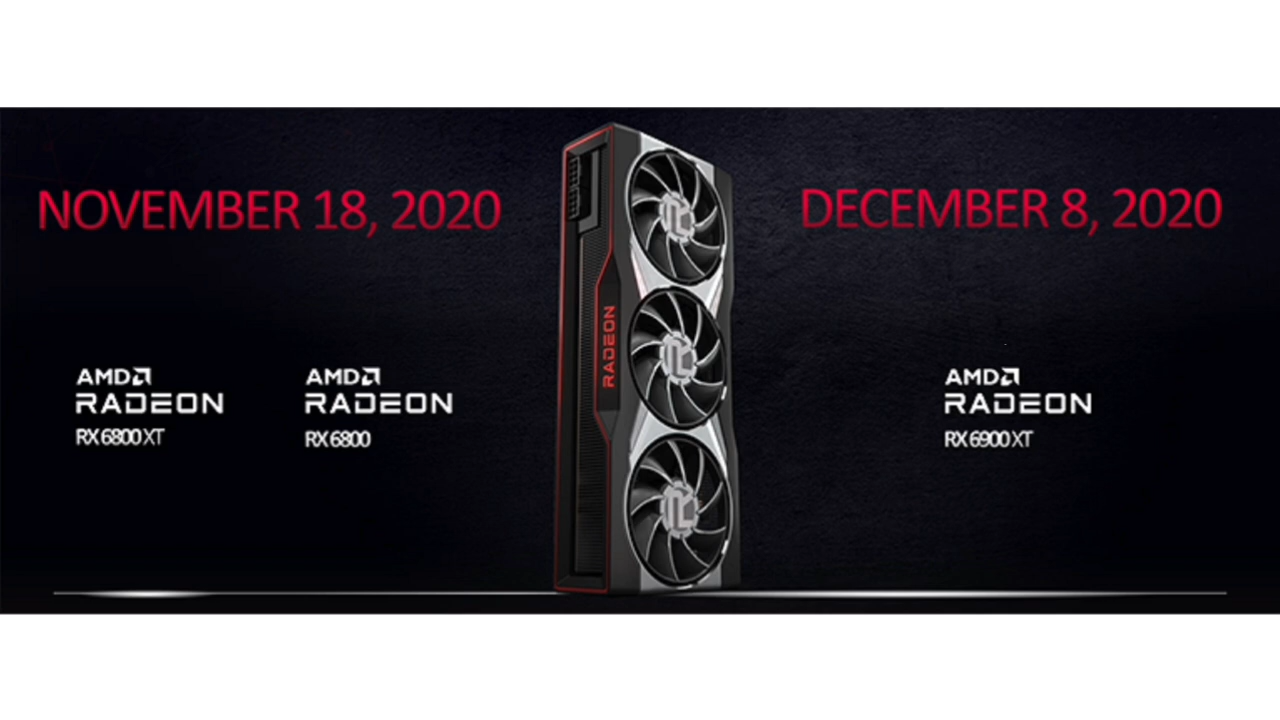 NOVEMBER 18, 2020
AMD
RADEON
RX 6800 XT
AMD
RADEON
RX 6800
RADEON
R
R
R
DECEMBER 8, 2020
AMD
RADEON
RX 6900 XT